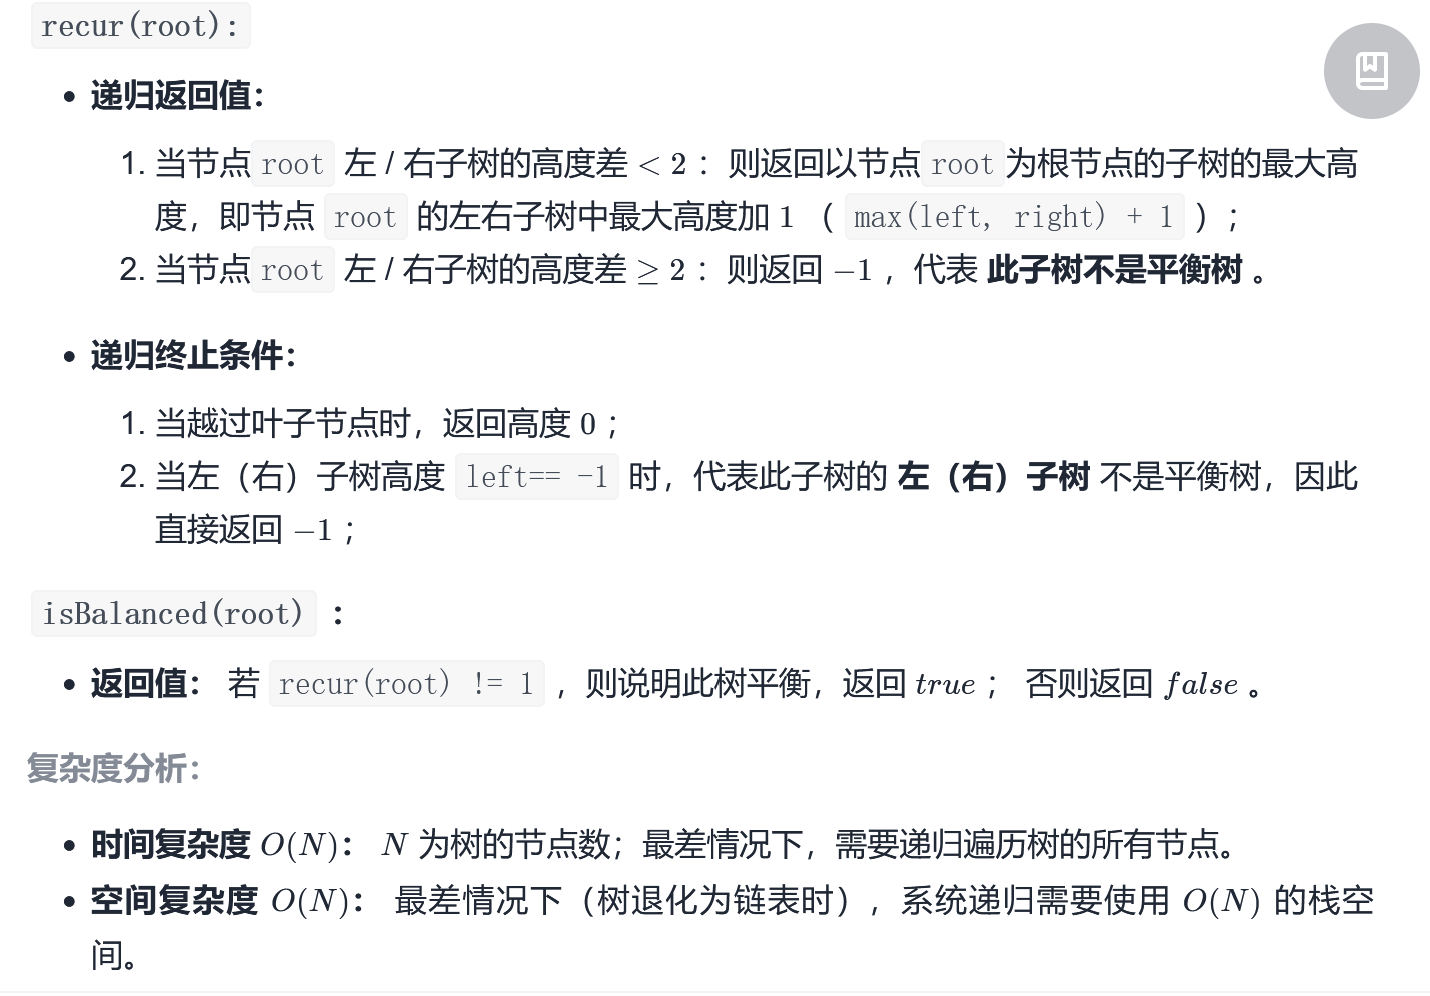 recur(root):
• 递归返回值：
1. 当节点 root 左 / 右子树的高度差 < 2 ：则返回以节点 root 为根节点的子树的最大高
度，即节点 root 的左右子树中最大高度加 1 （ max(left, right) + 1 ）；
2. 当节点 root 左 / 右子树的高度差 ≥ 2 ：则返回 −1 ，代表 此子树不是平衡树 。
• 递归终止条件：
1. 当越过叶子节点时，返回高度 0 ；
2. 当左（右）子树高度 left== -1 时，代表此子树的 左（右）子树 不是平衡树，因此
直接返回 −1 ；
isBalanced(root) ：
• 返回值： 若 recur(root) != 1 ，则说明此树平衡，返回 true ； 否则返回 false 。
复杂度分析：
• 时间复杂度 O(N)： N 为树的节点数；最差情况下，需要递归遍历树的所有节点。
• 空间复杂度 O(N)： 最差情况下（树退化为链表时），系统递归需要使用 O(N) 的栈空
间。